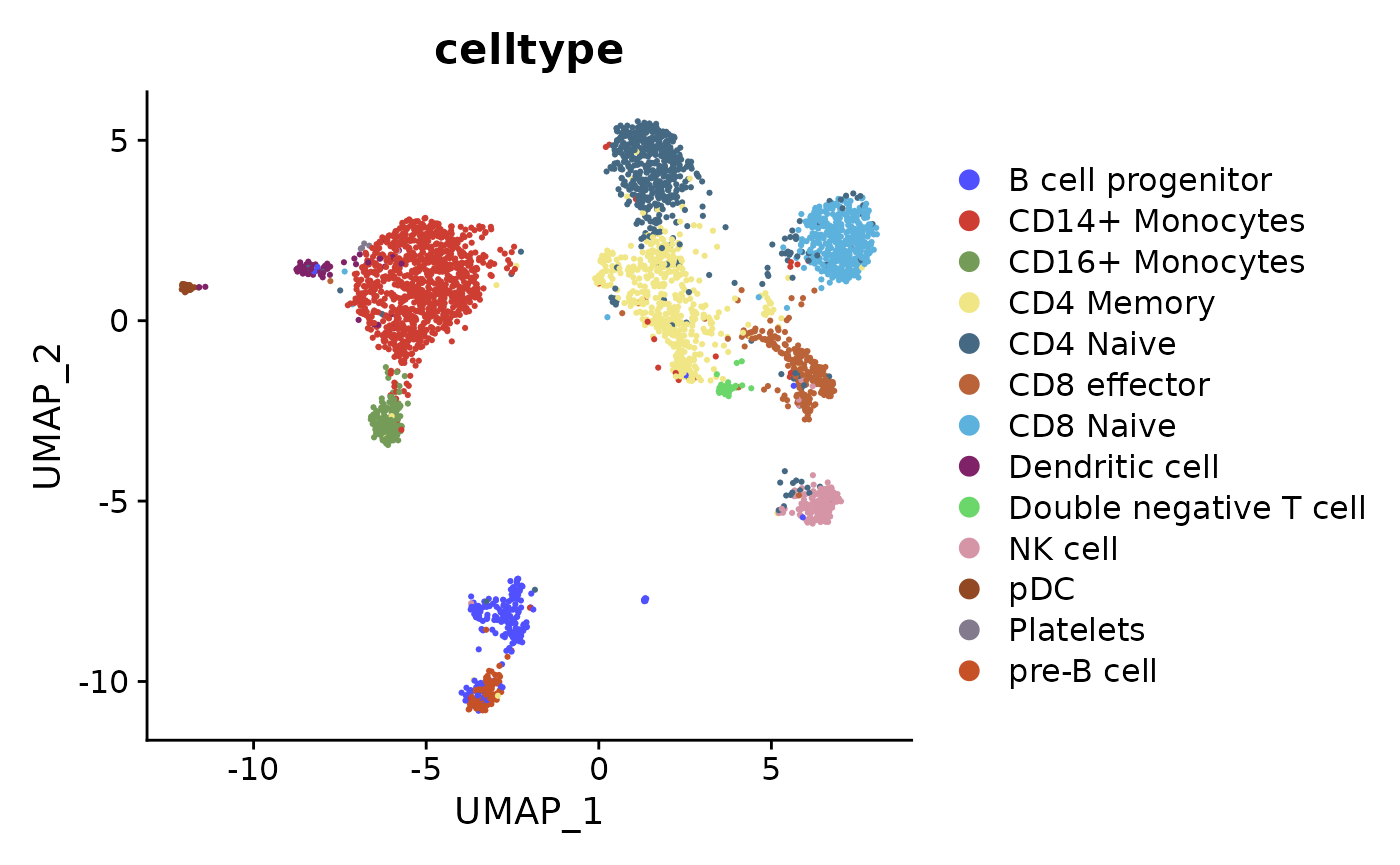 celltype
UMAP_2
5
0
-5
-10
-10
-5
0
5
UMAP_1
B cell progenitor
CD14+ Monocytes
CD16+ Monocytes
CD4 Memory
CD4 Naive
CD8 effector
CD8 Naive
Dendritic cell
Double negative T cell
NK cell
pDC
Platelets
pre-B cell